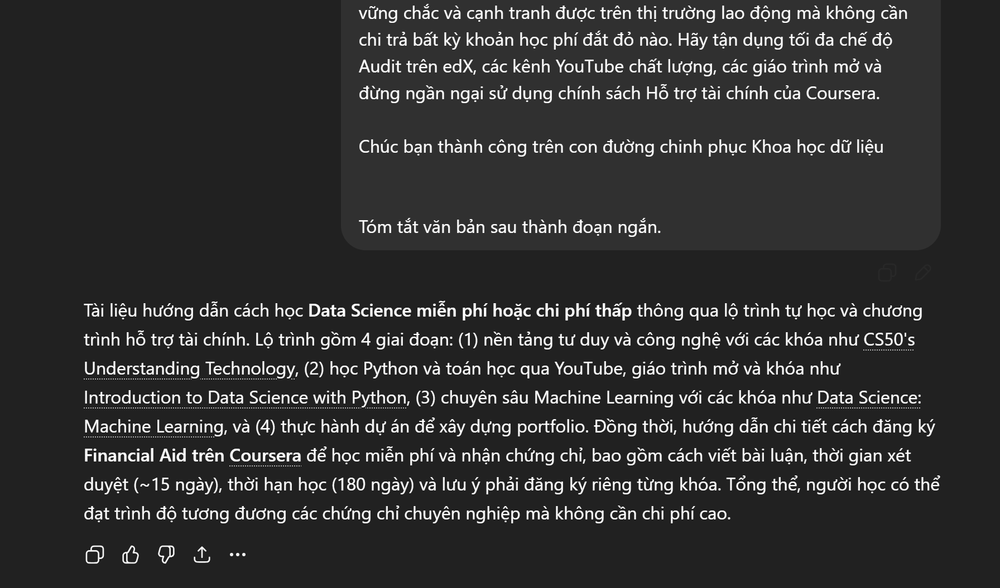 vững chắc và cạnh tranh được trên thị trường lao động mà không cần
chi trả bất kỳ khoản học phí đắt đỏ nào. Hãy tận dụng tối đa chế độ
Audit trên edX, các kênh YouTube chất lượng, các giáo trình mở và
đừng ngần ngại sử dụng chính sách Hỗ trợ tài chính của Coursera.
Chúc bạn thành công trên con đường chinh phục Khoa học dữ liệu
Tóm tắt văn bản sau thành đoạn ngắn.
Tài liệu hướng dẫn cách học Data Science miễn phí hoặc chi phí thấp thông qua lộ trình tự học và chương
trình hỗ trợ tài chính. Lộ trình gồm 4 giai đoạn: (1) nền tảng tư duy và công nghệ với các khóa như CS50's
Understanding Technology, (2) học Python và toán học qua YouTube, giáo trình mở và khóa như
Introduction to Data Science with Python, (3) chuyên sâu Machine Learning với các khóa như Data Science:
Machine Learning, và (4) thực hành dự án để xây dựng portfolio. Đồng thời, hướng dẫn chi tiết cách đăng ký
Financial Aid trên Coursera để học miễn phí và nhận chứng chỉ, bao gồm cách viết bài luận, thời gian xét
duyệt (~15 ngày), thời hạn học (180 ngày) và lưu ý phải đăng ký riêng từng khóa. Tổng thể, người học có thể
đạt trình độ tương đương các chứng chỉ chuyên nghiệp mà không cần chi phí cao.